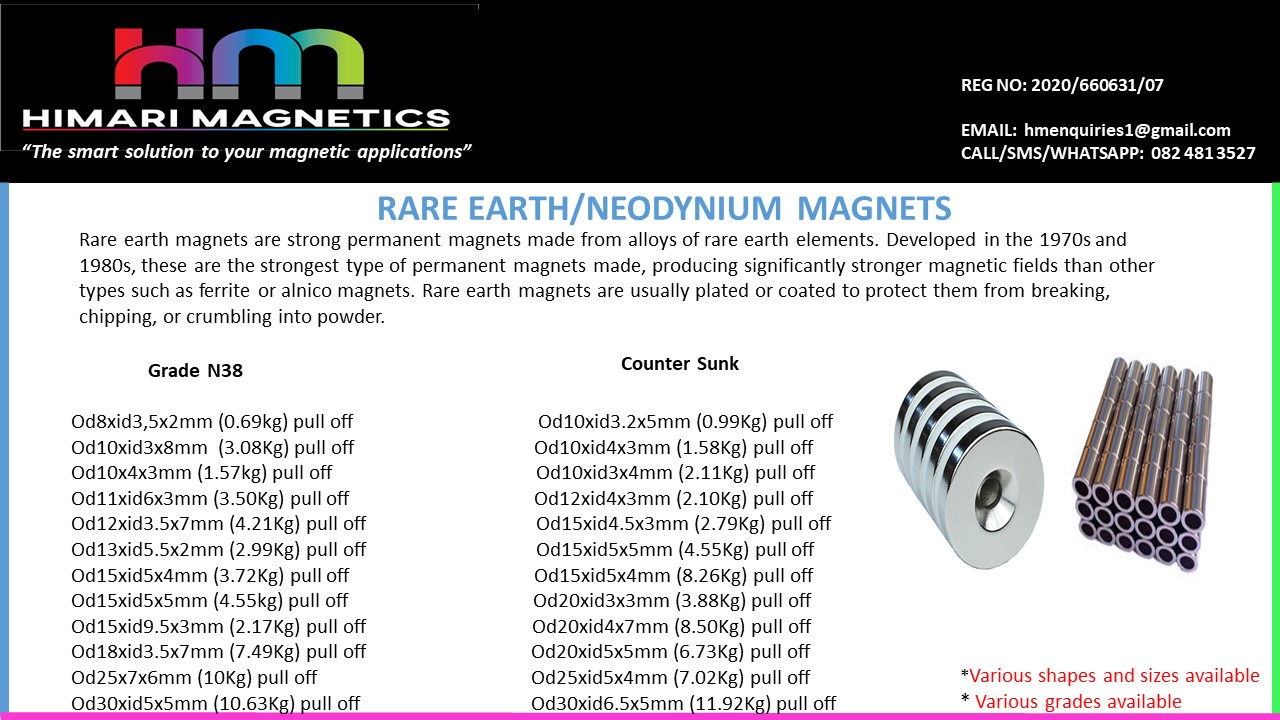 hm
HIMARI MAGNETICS
“The smart solution to your magnetic applications”
REG NO: 2020/660631/07
EMAIL: hmenquiries1@gmail.com
CALL/SMS/WHATSAPP: 082 481 3527
RARE EARTH/NEODYNIUM MAGNETS
Rare earth magnets are strong permanent magnets made from alloys of rare earth elements. Developed in the 1970s and
1980s, these are the strongest type of permanent magnets made, producing significantly stronger magnetic fields than other
types such as ferrite or alnico magnets. Rare earth magnets are usually plated or coated to protect them from breaking,
chipping, or crumbling into powder.
Grade N38
Od8xid3,5x2mm (0.69kg) pull off
Od10xid3x8mm (3.08Kg) pull off
Od10x4x3mm (1.57kg) pull off
Od11xid6x3mm (3.50Kg) pull off
Od12xid3.5x7mm (4.21Kg) pull off
Od13xid5.5x2mm (2.99Kg) pull off
Od15xid5x4mm (3.72Kg) pull off
Od15xid5x5mm (4.55kg) pull off
Od15xid9.5x3mm (2.17Kg) pull off
Od18xid3.5x7mm (7.49Kg) pull off
Od25x7x6mm (10Kg) pull off
Od30xid5x5mm (10.63Kg) pull off
Counter Sunk
Od10xid3.2x5mm (0.99Kg) pull off
Od10xid4x3mm (1.58Kg) pull off
Od10xid3x4mm (2.11Kg) pull off
Od12xid4x3mm (2.10Kg) pull off
Od15xid4.5x3mm (2.79Kg) pull off
Od15xid5x5mm (4.55Kg) pull off
Od15xid5x4mm (8.26Kg) pull off
Od20xid3x3mm (3.88Kg) pull off
Od20xid4x7mm (8.50Kg) pull off
Od20xid5x5mm (6.73Kg) pull off
Od25xid5x4mm (7.02Kg) pull off
Od30xid6.5x5mm (11.92Kg) pull off
*Various shapes and sizes available
* Various grades available